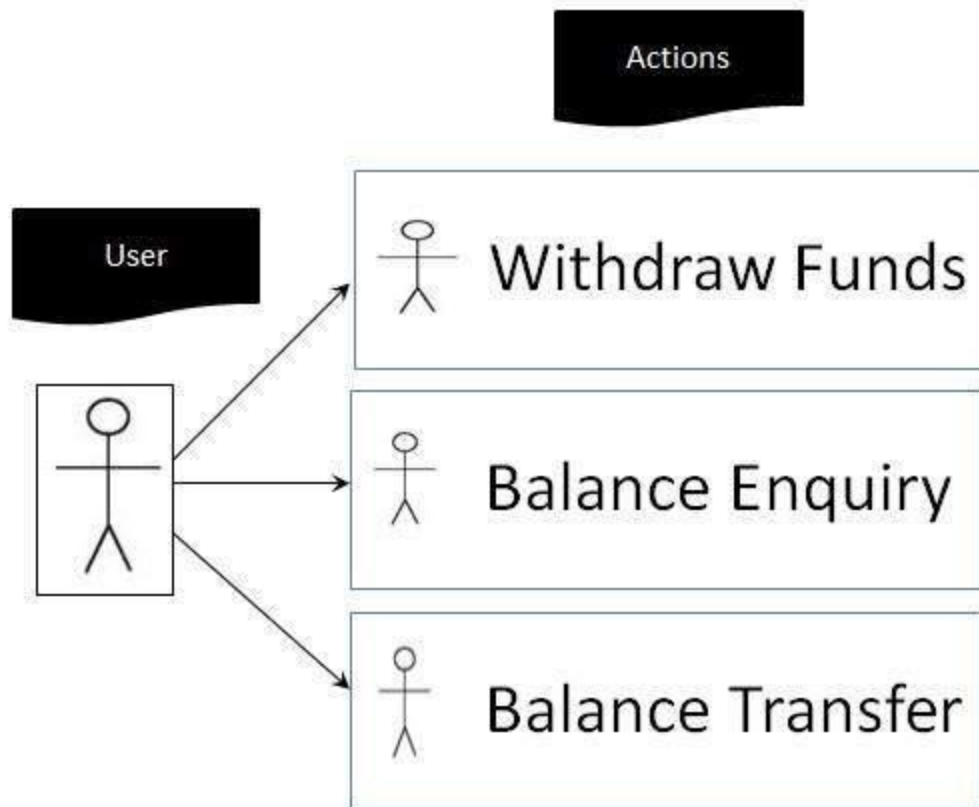 Actions
User
Withdraw Funds
Balance Enquiry
Balance Transfer